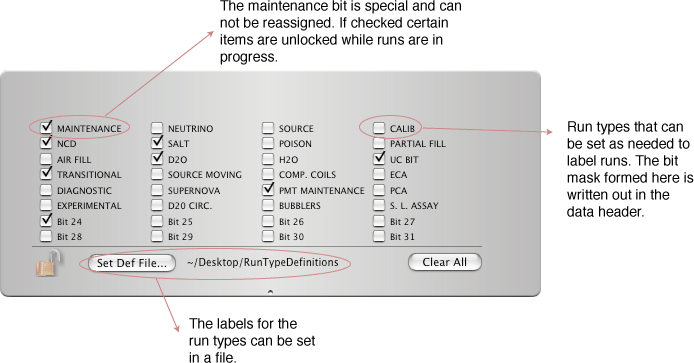 The maintenance bit is special and can
not be reassigned. If checked certain
items are unlocked while runs are in
progress.
MAINTENANCE NEUTRINO SOURCE CALIB
NCD SALT POISON PARTIAL FILL
AIR FILL D2O H2O UC BIT
TRANSITIONAL SOURCE MOVING COMP. COILS ECA
DIAGNOSTIC SUPERNOVA PMT MAINTENANCE PCA
EXPERIMENTAL D20 CIRC. BUBBLERS S. L. ASSAY
Bit 24 Bit 25 Bit 26 Bit 27
Bit 28 Bit 29 Bit 30 Bit 31
Set Def File... ~/Desktop/RunTypeDefinitions Clear All
Run types that can
be set as needed to
label runs. The bit
mask formed here is
written out in the
data header.
The labels for the
run types can be set
in a file.